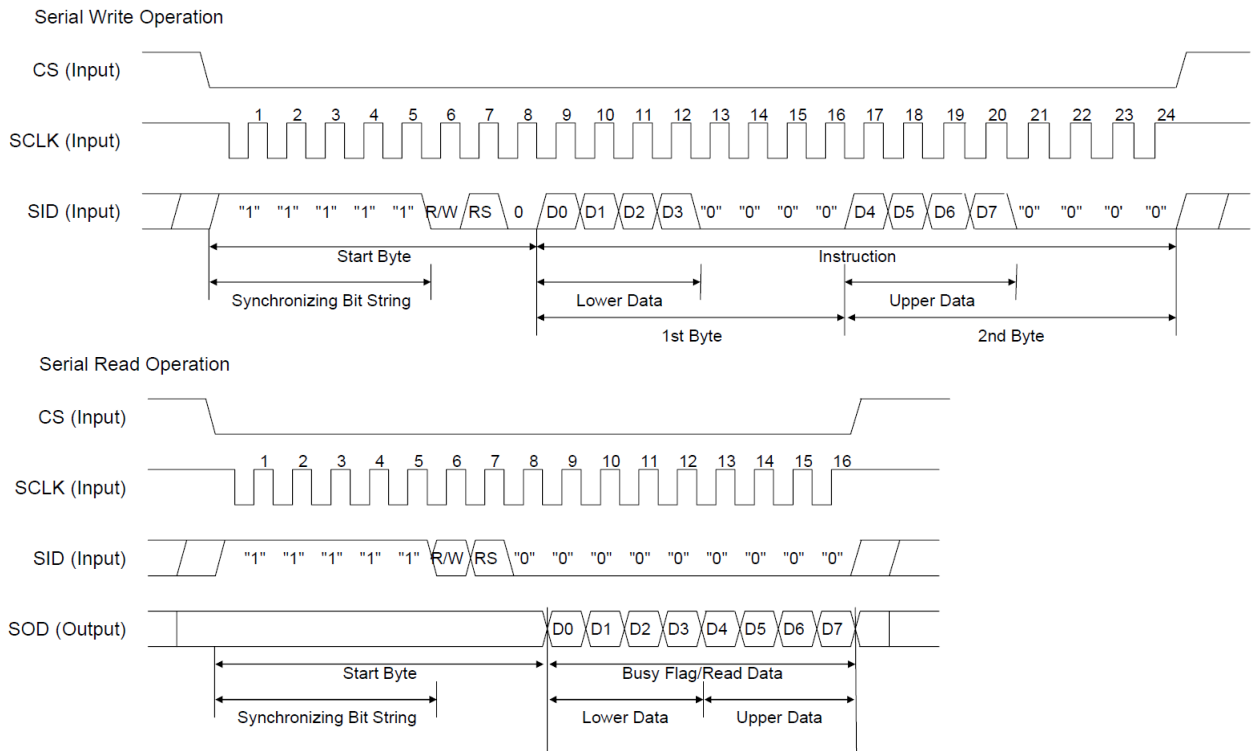 Serial Write Operation
CS (Input)
1 2 3 4 5 6 7 8 9 10 11 12 13 14 15 16 17 18 19 20 21 22 23 24
SCLK (Input)
SID (Input) "1" "1" "1" "1" "1" R/W RS 0 D0 D1 D2 D3 "0" "0" "0" "0" D4 D5 D6 D7 "0" "0" "0' "0"
Start Byte Instruction
Synchronizing Bit String Lower Data Upper Data
1st Byte 2nd Byte
Serial Read Operation
CS (Input)
1 2 3 4 5 6 7 8 9 10 11 12 13 14 15 16
SCLK (Input)
SID (Input) "1" "1" "1" "1" "1" R/W RS "0" "0" "0" "0" "0" "0" "0" "0" "0"
SOD (Output) D0 D1 D2 D3 D4 D5 D6 D7
Start Byte Busy Flag/Read Data
Synchronizing Bit String Lower Data Upper Data